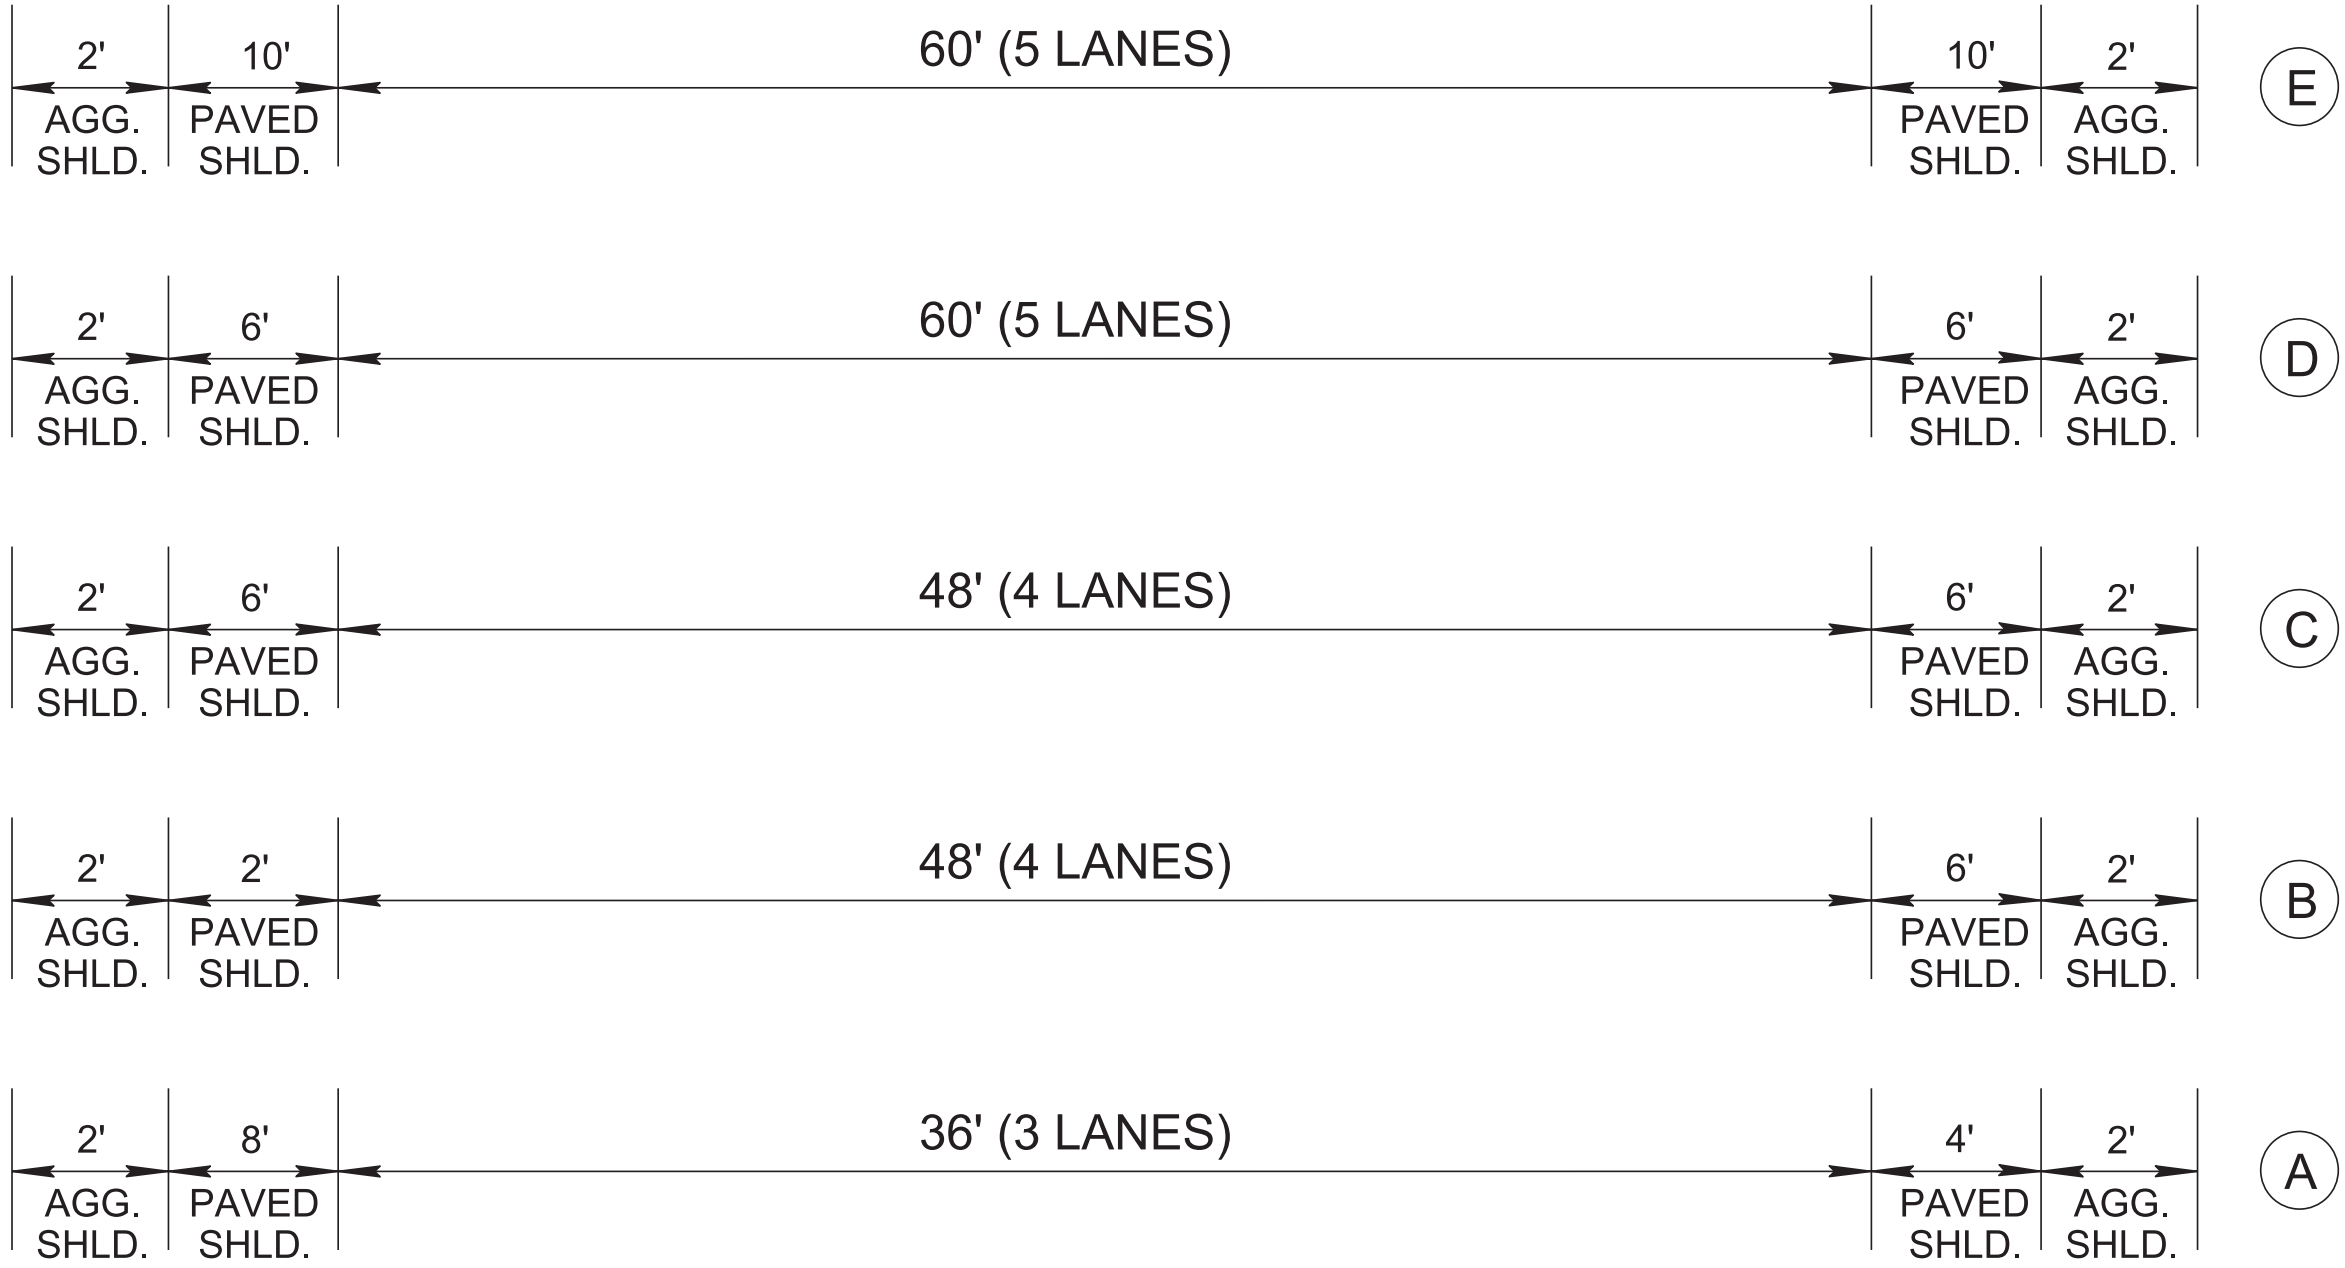 2' 10' 60' (5 LANES) 10' 2' E
AGG. PAVED PAVED AGG.
SHLD. SHLD. SHLD. SHLD.
2' 6' 60' (5 LANES) 6' 2' D
AGG. PAVED PAVED AGG.
SHLD. SHLD. SHLD. SHLD.
2' 6' 48' (4 LANES) 6' 2' C
AGG. PAVED PAVED AGG.
SHLD. SHLD. SHLD. SHLD.
2' 2' 48' (4 LANES) 6' 2' B
AGG. PAVED PAVED AGG.
SHLD. SHLD. SHLD. SHLD.
2' 8' 36' (3 LANES) 4' 2' A
AGG. PAVED PAVED AGG.
SHLD. SHLD. SHLD. SHLD.